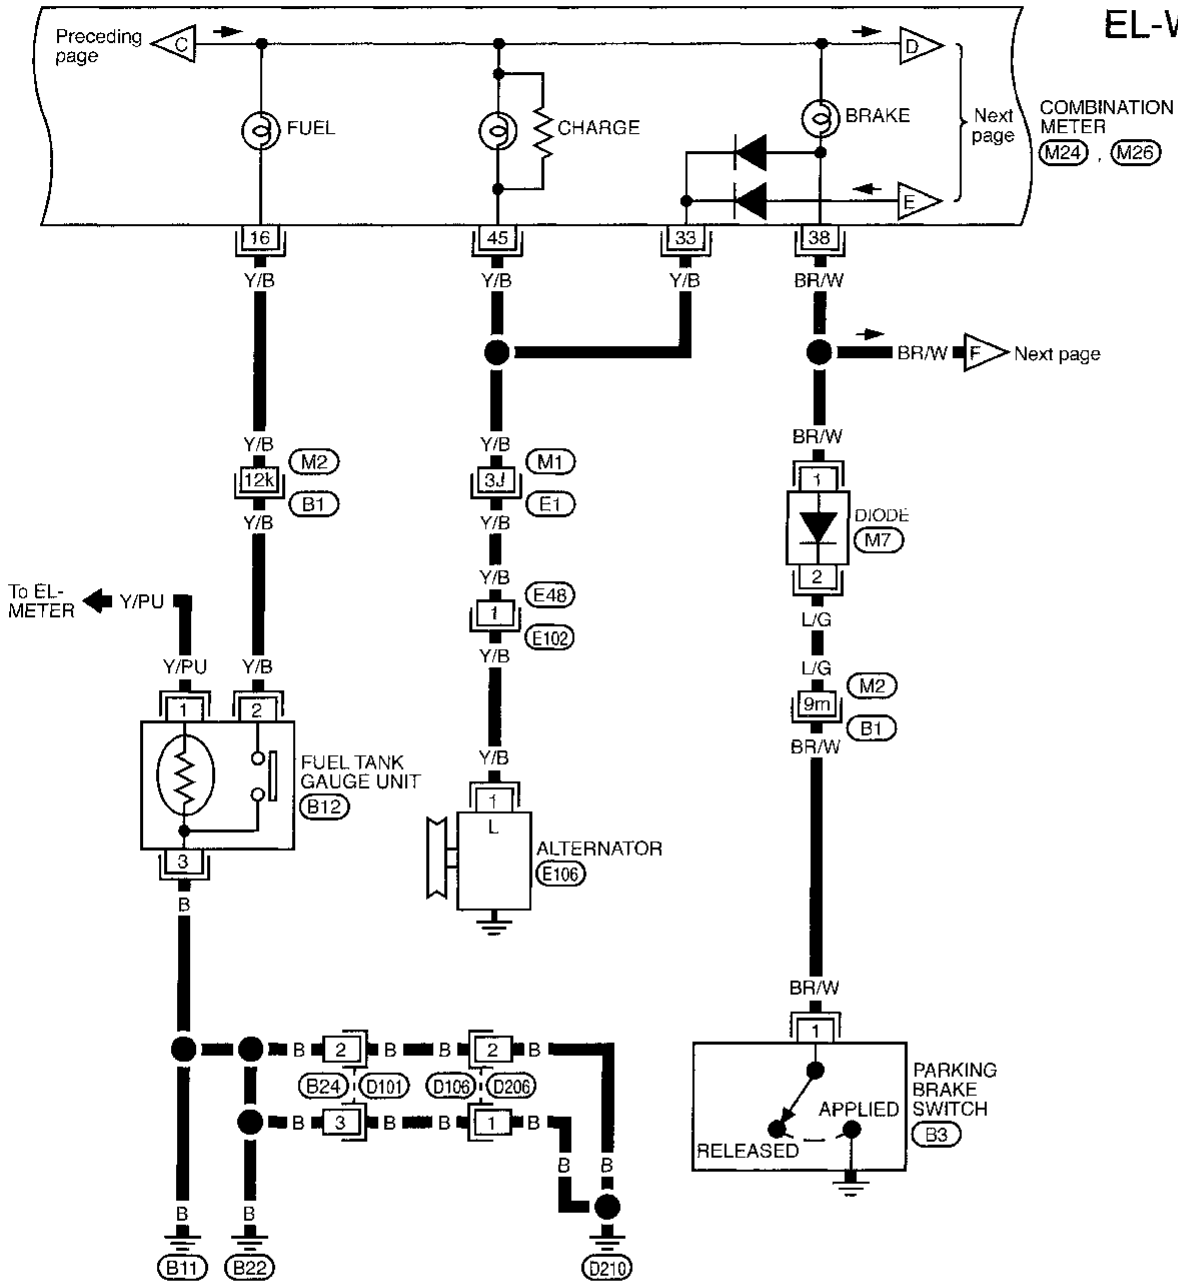 EL-W
Preceding
page
C
D
FUEL
CHARGE
BRAKE
Next
page
COMBINATION
METER
M24 , M26
E
16
45
33
38
Y/B
Y/B
Y/B
BR/W
BR/W
F
Next page
Y/B
M2
12k
B1
Y/B
Y/B
M1
3J
E1
Y/B
BR/W
1
DIODE
M7
2
L/G
Y/B
E48
1
E102
Y/B
To EL-
METER
Y/PU
Y/PU
Y/B
L/G
M2
9m
B1
BR/W
1
2
FUEL TANK
GAUGE UNIT
B12
3
B
Y/B
1
L
ALTERNATOR
E106
BR/W
1
PARKING
BRAKE
SWITCH
B3
APPLIED
RELEASED
B
2
B
B
2
B
B24
D101
D106
D206
B
3
B
B
1
B
B
B
B
B
B11
B22
D210